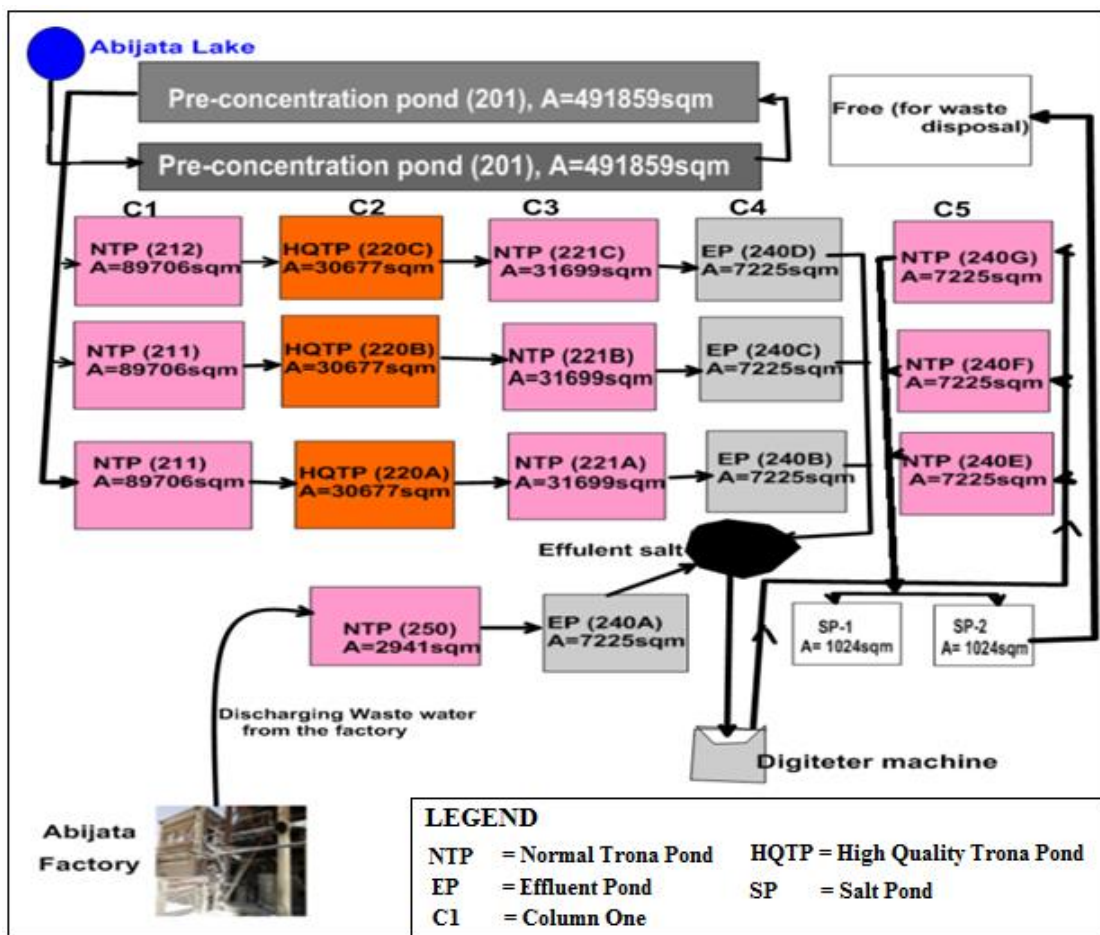 Abijata Lake
Pre-concentration pond (201), A=491859sqm
Free (for waste
disposal)
Pre-concentration pond (201), A=491859sqm
C1
C2
C3
C4
C5
NTP (212)
A=89706sqm
HQTP (220C)
A=30677sqm
NTP (221C)
A=31699sqm
EP (240D)
A=7225sqm
NTP (240G)
A=7225sqm
NTP (211)
A=89706sqm
HQTP (220B)
A=30677sqm
NTP (221B)
A=31699sqm
EP (240C)
A=7225sqm
NTP (240F)
A=7225sqm
NTP (211)
A=89706sqm
HQTP (220A)
A=30677sqm
NTP (221A)
A=31699sqm
EP (240B)
A=7225sqm
NTP (240E)
A=7225sqm
Effulent salt
NTP (250)
A=2941sqm
EP (240A)
A=7225sqm
SP-1
A= 1024sqm
SP-2
A= 1024sqm
Discharging Waste water
from the factory
Digiteter machine
Abijata
Factory
LEGEND
NTP = Normal Trona Pond
HQTP = High Quality Trona Pond
EP = Effluent Pond
SP = Salt Pond
C1 = Column One